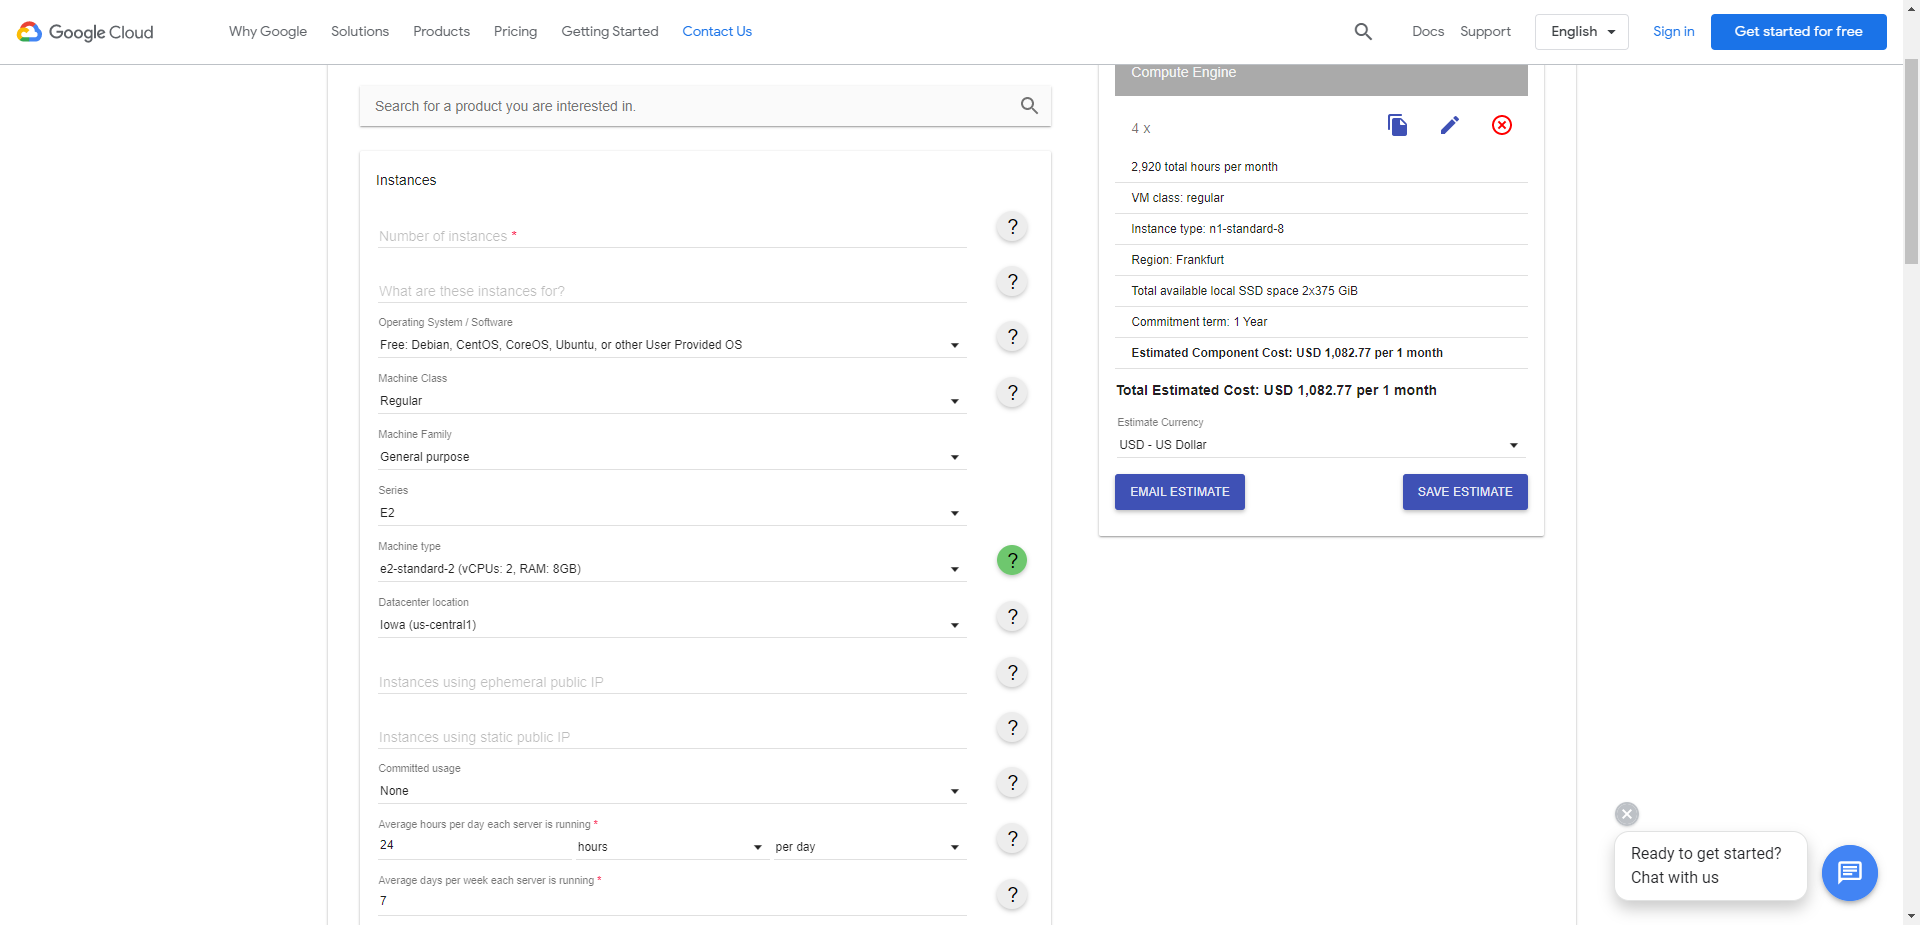 Google Cloud
Why Google
Solutions
Products
Pricing
Getting Started
Contact Us
Docs
Support
English
Sign in
Get started for free
Search for a product you are interested in.
Instances
Number of instances *
?
What are these instances for?
?
Operating System / Software
Free: Debian, CentOS, CoreOS, Ubuntu, or other User Provided OS
?
Machine Class
Regular
?
Machine Family
General purpose
Series
E2
Machine type
e2-standard-2 (vCPUs: 2, RAM: 8GB)
?
Datacenter location
Iowa (us-central1)
?
Instances using ephemeral public IP
?
Instances using static public IP
?
Committed usage
None
?
Average hours per day each server is running *
24
hours
per day
?
Average days per week each server is running *
7
?
Compute Engine
4 x
2,920 total hours per month
VM class: regular
Instance type: n1-standard-8
Region: Frankfurt
Total available local SSD space 2x375 GiB
Commitment term: 1 Year
Estimated Component Cost: USD 1,082.77 per 1 month
Total Estimated Cost: USD 1,082.77 per 1 month
Estimate Currency
USD - US Dollar
EMAIL ESTIMATE
SAVE ESTIMATE
Ready to get started?
Chat with us